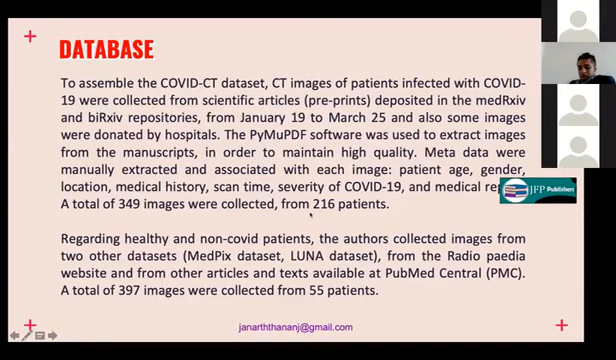 DATABASE
To assemble the COVID-CT dataset, CT images of patients infected with COVID-
19 were collected from scientific articles (pre-prints) deposited in the medRxiv
and biRxiv repositories, from January 19 to March 25 and also some images
were donated by hospitals. The PyMuPDF software was used to extract images
from the manuscripts, in order to maintain high quality. Meta data were
manually extracted and associated with each image: patient age, gender,
location, medical history, scan time, severity of COVID-19, and medical
A total of 349 images were collected, from 216 patients.
JFP Publishers
Regarding healthy and non-covid patients, the authors collected images from
two other datasets (MedPix dataset, LUNA dataset), from the Radio paedia
website and from other articles and texts available at PubMed Central (PMC).
A total of 397 images were collected from 55 patients.
janarththananj@gmail.com